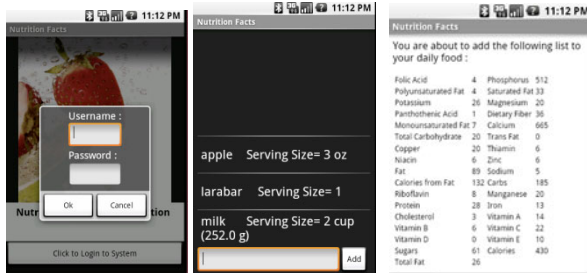 11:12 PM
Nutrition Facts
Username :
Password :
Ok Cancel
Nutr tion
Click to Login to System
11:12 PM
Nutrition Facts
apple Serving Size= 3 oz
larabar Serving Size= 1
milk Serving Size= 2 cup
(252.0 g)
Add
11:12 PM
Nutrition Facts
You are about to add the following list to
your daily food :
Folic Acid 4 Phosphorus 512
Polyunsaturated Fat 4 Saturated Fat 33
Potassium 26 Magnesium 20
Panthothenic Acid 1 Dietary Fiber 36
Monounsaturated Fat 7 Calcium 665
Total Carbohydrate 20 Trans Fat 0
Copper 20 Thiamin 6
Niacin 6 Zinc 6
Fat 89 Sodium 5
Calories from Fat 132 Carbs 185
Riboflavin 8 Manganese 20
Protein 28 Iron 13
Cholesterol 3 Vitamin A 14
Vitamin B 6 Vitamin C 22
Vitamin D 0 Vitamin E 10
Sugars 61 Calories 430
Total Fat 26